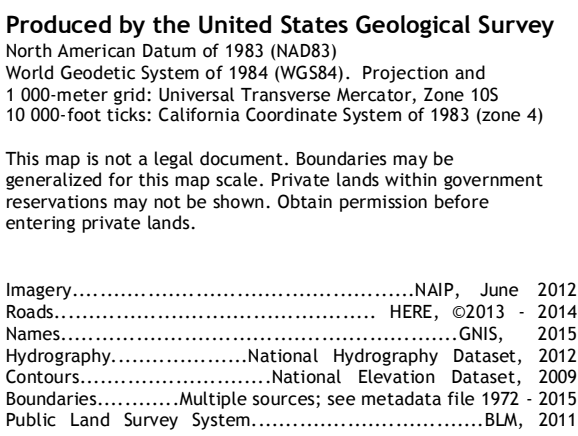 Produced by the United States Geological Survey
North American Datum of 1983 (NAD83)
World Geodetic System of 1984 (WGS84). Projection and
1 000-meter grid: Universal Transverse Mercator, Zone 10S
10 000-foot ticks: California Coordinate System of 1983 (zone 4)
This map is not a legal document. Boundaries may be
generalized for this map scale. Private lands within government
reservations may not be shown. Obtain permission before
entering private lands.
Imagery.............................................NAIP, June 2012
Roads.......................................... HERE, ©2013 - 2014
Names....................................................GNIS, 2015
Hydrography....................National Hydrography Dataset, 2012
Contours.........................National Elevation Dataset, 2009
Boundaries...........Multiple sources; see metadata file 1972 - 2015
Public Land Survey System..............................BLM, 2011